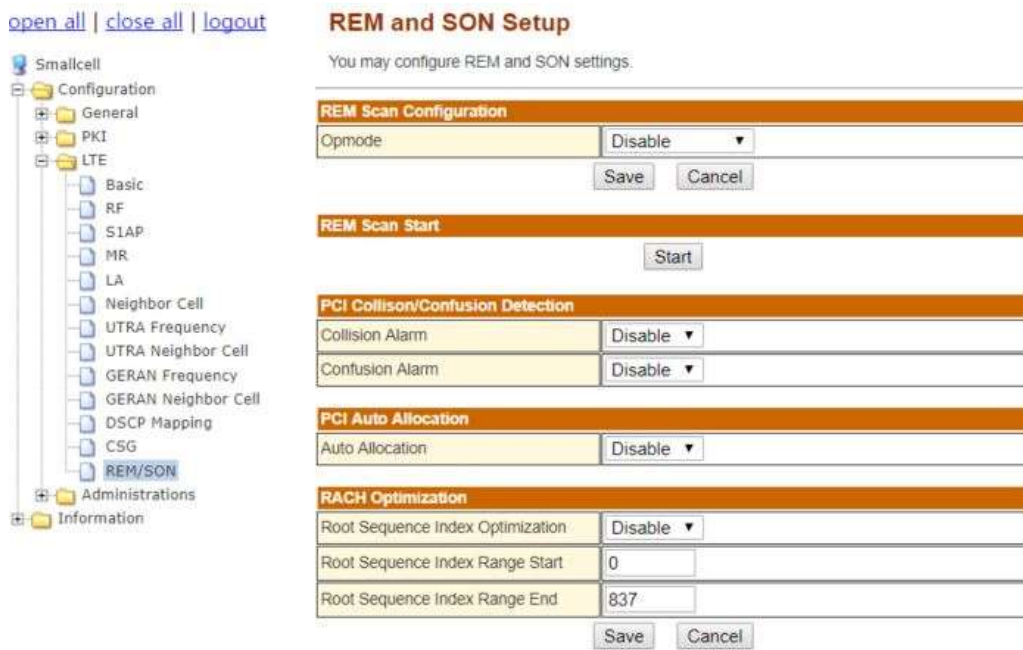 open all | close all | logout
Smallcell
Configuration
General
PKI
LTE
Basic
RF
S1AP
MR
LA
Neighbor Cell
UTRA Frequency
UTRA Neighbor Cell
GERAN Frequency
GERAN Neighbor Cell
DSCP Mapping
CSG
REM/SON
Administrations
Information
REM and SON Setup
You may configure REM and SON settings.
REM Scan Configuration
Opmode Disable
Save Cancel
REM Scan Start
Start
PCI Collison/Confusion Detection
Collision Alarm Disable
Confusion Alarm Disable
PCI Auto Allocation
Auto Allocation Disable
RACH Optimization
Root Sequence Index Optimization Disable
Root Sequence Index Range Start 0
Root Sequence Index Range End 837
Save Cancel